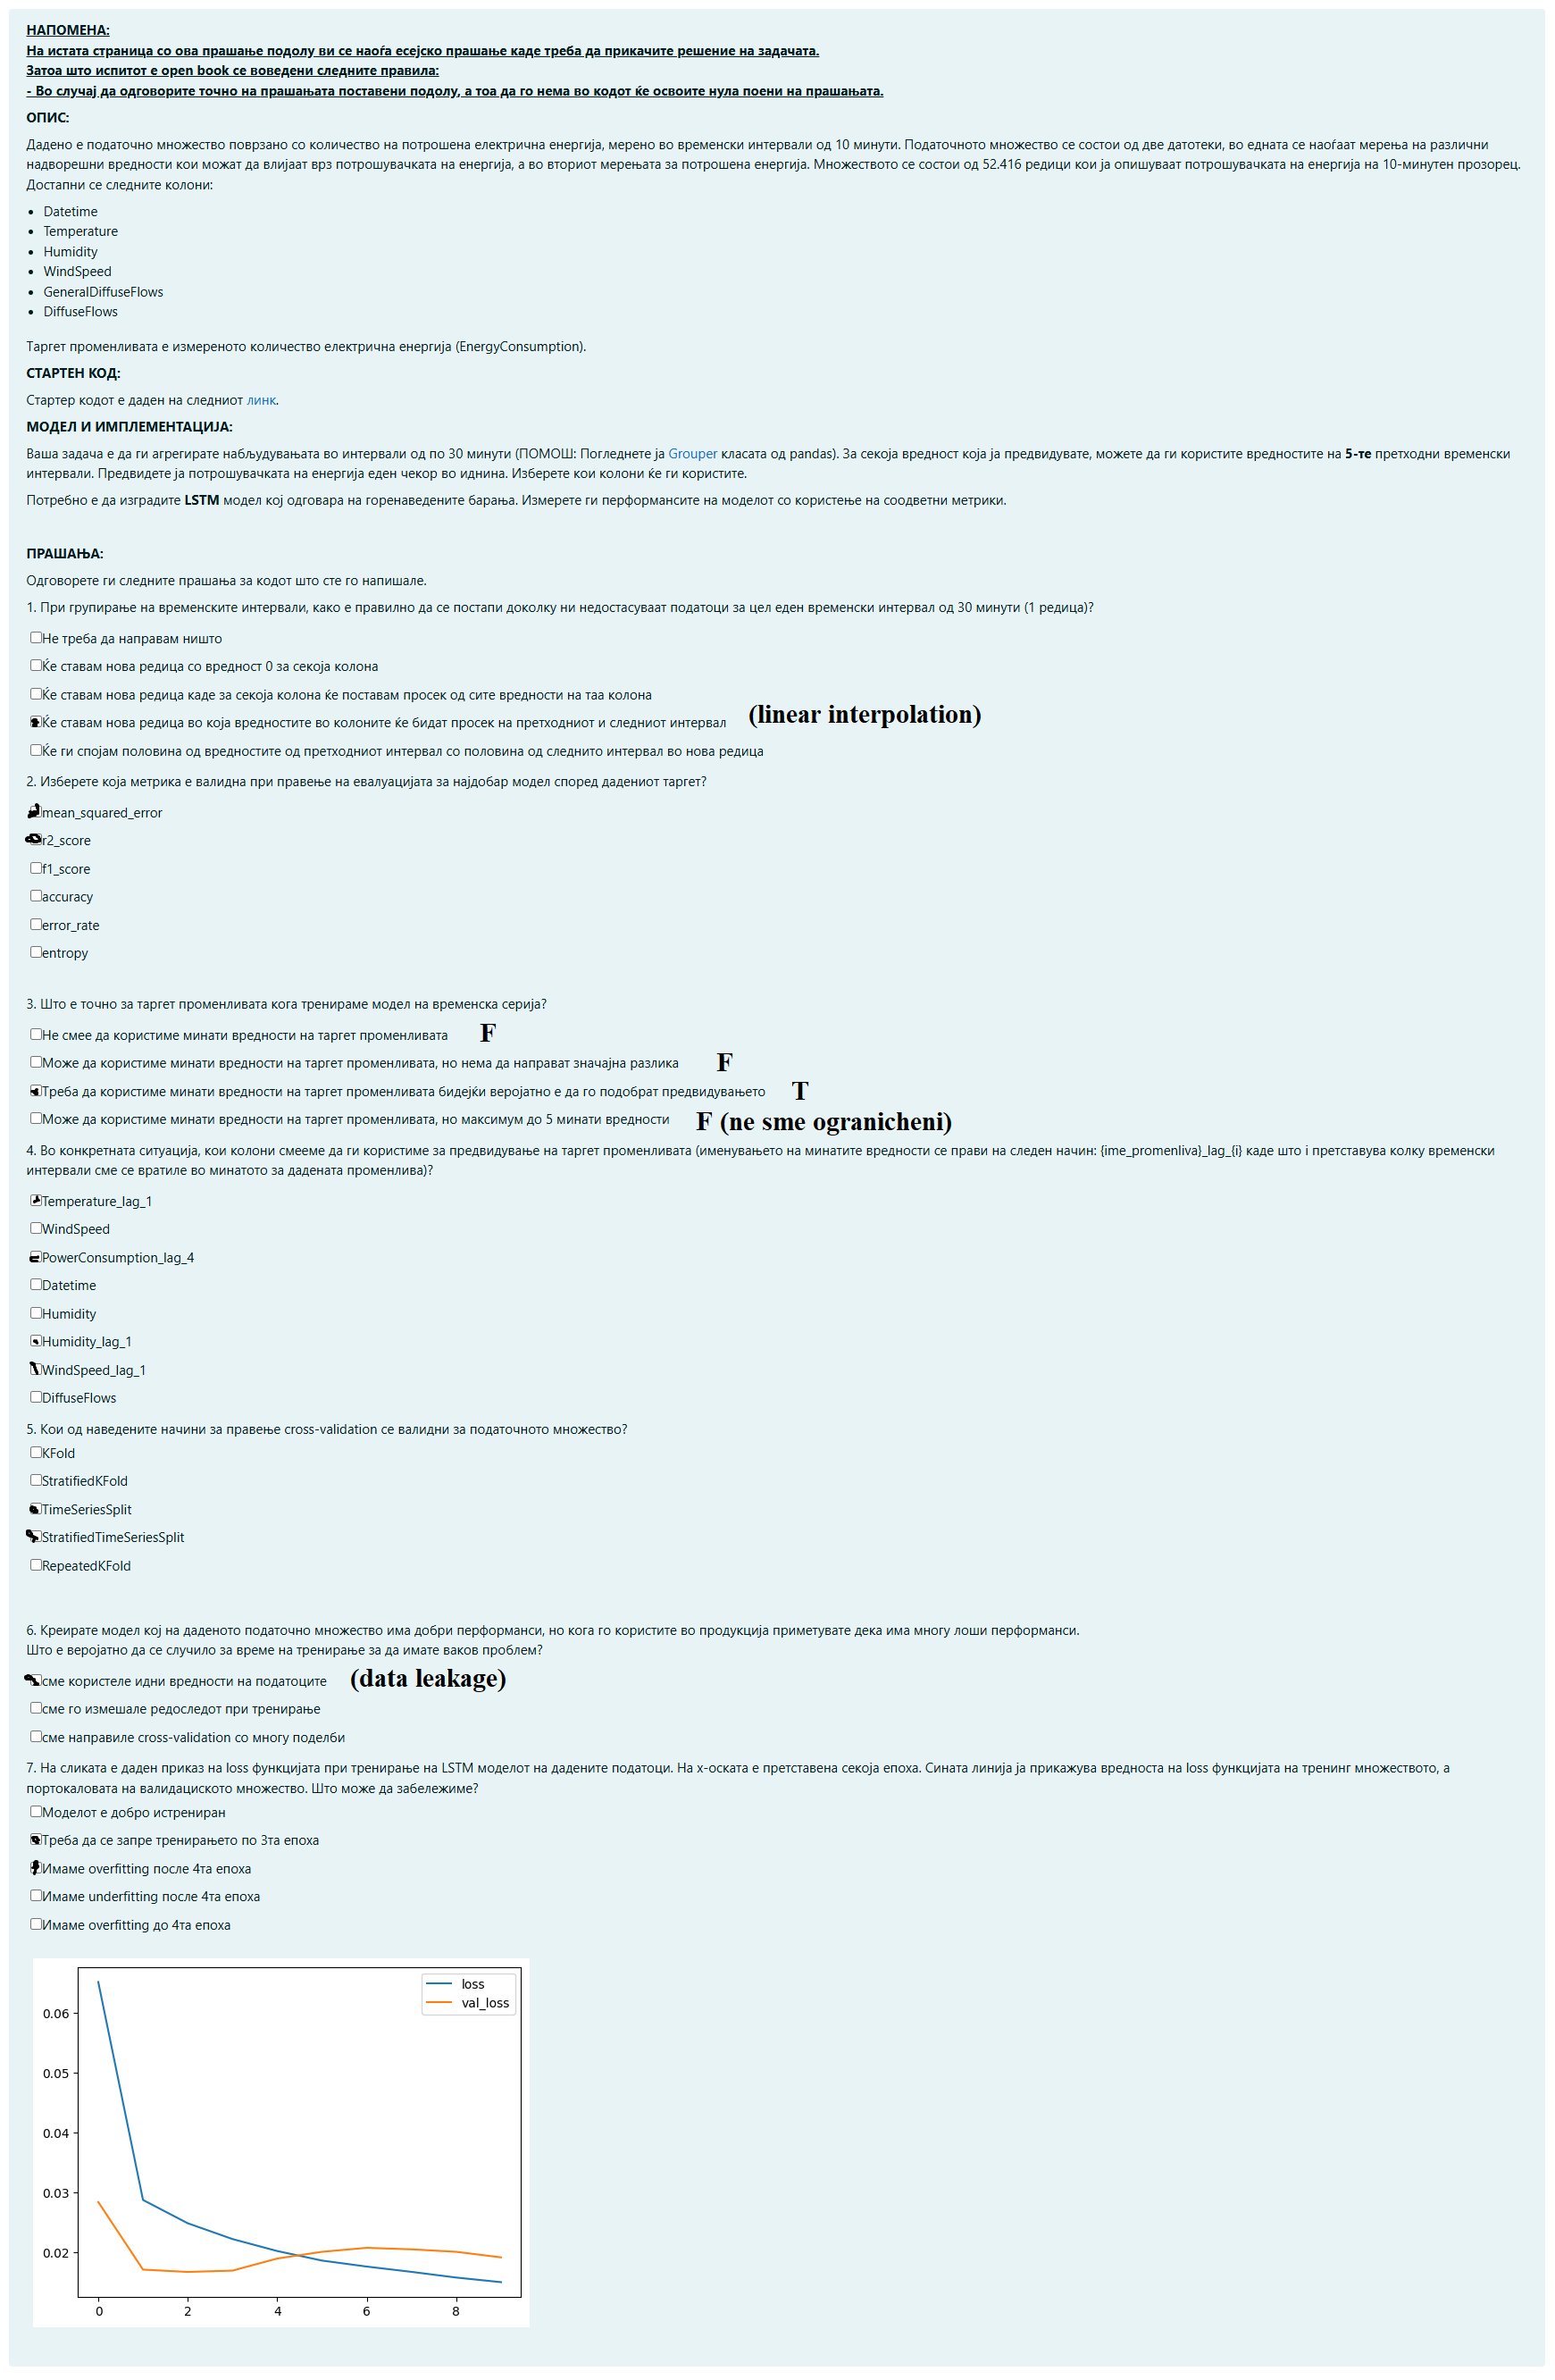 НАПОМЕНА:
На истата страница со ова прашање подолу ви се наоѓа есејско прашање каде треба да прикачите решение на задачата.
Затоа што испитот е open book се воведени следните правила:
- Во случај да одговорите точно на прашањата поставени подолу, а тоа да го нема во кодот ќе освоите нула поени на прашањата.
ОПИС:
Дадено е податочно множество поврзано со количество на потрошена електрична енергија, мерено во временски интервали од 10 минути. Податочното множество се состои од две датотеки, во едната се наоѓаат мерења на различни
надворешни вредности кои можат да влијаат врз потрошувачката на енергија, а во вториот мерењата за потрошена енергија. Множеството се состои од 52.416 редици кои ја опишуваат потрошувачката на енергија на 10-минутен прозорец.
Достапни се следните колони:
• Datetime
• Temperature
• Humidity
• WindSpeed
• GeneralDiffuseFlows
• DiffuseFlows
Таргет променливата е измереното количество електрична енергија (EnergyConsumption).
СТАРТЕН КОД:
Стартер кодот е даден на следниот линк.
МОДЕЛ И ИМПЛЕМЕНТАЦИЈА:
Ваша задача е да ги агрегирате набљудувањата во интервали од по 30 минути (ПОМОШ: Погледнете ја Grouper класата од pandas). За секоја вредност која ја предвидувате, можете да ги користите вредностите на 5-те претходни временски
интервали. Предвидете ја потрошувачката на енергија еден чекор во иднина. Изберете кои колони ќе ги користите.
Потребно е да изградите LSTM модел кој одговара на горенаведените барања. Измерете ги перформансите на моделот со користење на соодветни метрики.
ПРАШАЊА:
Одговорете ги следните прашања за кодот што сте го напишале.
1. При групирање на временските интервали, како е правилно да се постапи доколку ни недостасуваат податоци за цел еден временски интервал од 30 минути (1 редица)?
Не треба да направам ништо
Ќе ставам нова редица со вредност 0 за секоја колона
Ќе ставам нова редица каде за секоја колона ќе поставам просек од сите вредности на таа колона
Ќе ставам нова редица во која вредностите во колоните ќе бидат просек на претходниот и следниот интервал (linear interpolation)
Ќе ги спојам половина од вредностите од претходниот интервал со половина од следнито интервал во нова редица
2. Изберете која метрика е валидна при правење на евалуацијата за најдобар модел според дадениот таргет?
mean_squared_error
r2_score
f1_score
accuracy
error_rate
entropy
3. Што е точно за таргет променливата кога тренираме модел на временска серија?
Не смее да користиме минати вредности на таргет променливата F
Може да користиме минати вредности на таргет променливата, но нема да направат значајна разлика F
Треба да користиме минати вредности на таргет променливата бидејќи веројатно е да го подобрат предвидувањето T
Може да користиме минати вредности на таргет променливата, но максимум до 5 минати вредности F (ne sme ogranicheni)
4. Во конкретната ситуација, кои колони смееме да ги користиме за предвидување на таргет променливата (именувањето на минатите вредности се прави на следен начин: {ime_promenliva}_lag_{i} каде што i претставува колку временски
интервали сме се вратиле во минатото за дадената променлива)?
Temperature_lag_1
WindSpeed
PowerConsumption_lag_4
Datetime
Humidity
Humidity_lag_1
WindSpeed_lag_1
DiffuseFlows
5. Кои од наведените начини за правење cross-validation се валидни за податочното множество?
KFold
StratifiedKFold
TimeSeriesSplit
StratifiedTimeSeriesSplit
RepeatedKFold
6. Креирате модел кој на даденото податочно множество има добри перформанси, но кога го користите во продукција приметувате дека има многу лоши перформанси.
Што е веројатно да се случило за време на тренирање за да имате ваков проблем?
сме користеле идни вредности на податоците (data leakage)
сме го измешале редоследот при тренирање
сме направиле cross-validation со многу поделби
7. На сликата е даден приказ на loss функцијата при тренирање на LSTM моделот на дадените податоци. На х-оската е претставена секоја епоха. Сината линија ја прикажува вредноста на loss функцијата на тренинг множеството, а
портокаловата на валидациското множество. Што може да забележиме?
Моделот е добро истрениран
Треба да се запре тренирањето по 3та епоха
Имаме overfitting после 4та епоха
Имаме underfitting после 4та епоха
Имаме overfitting до 4та епоха
loss
val_loss
0.06
0.05
0.04
0.03
0.02
0 2 4 6 8